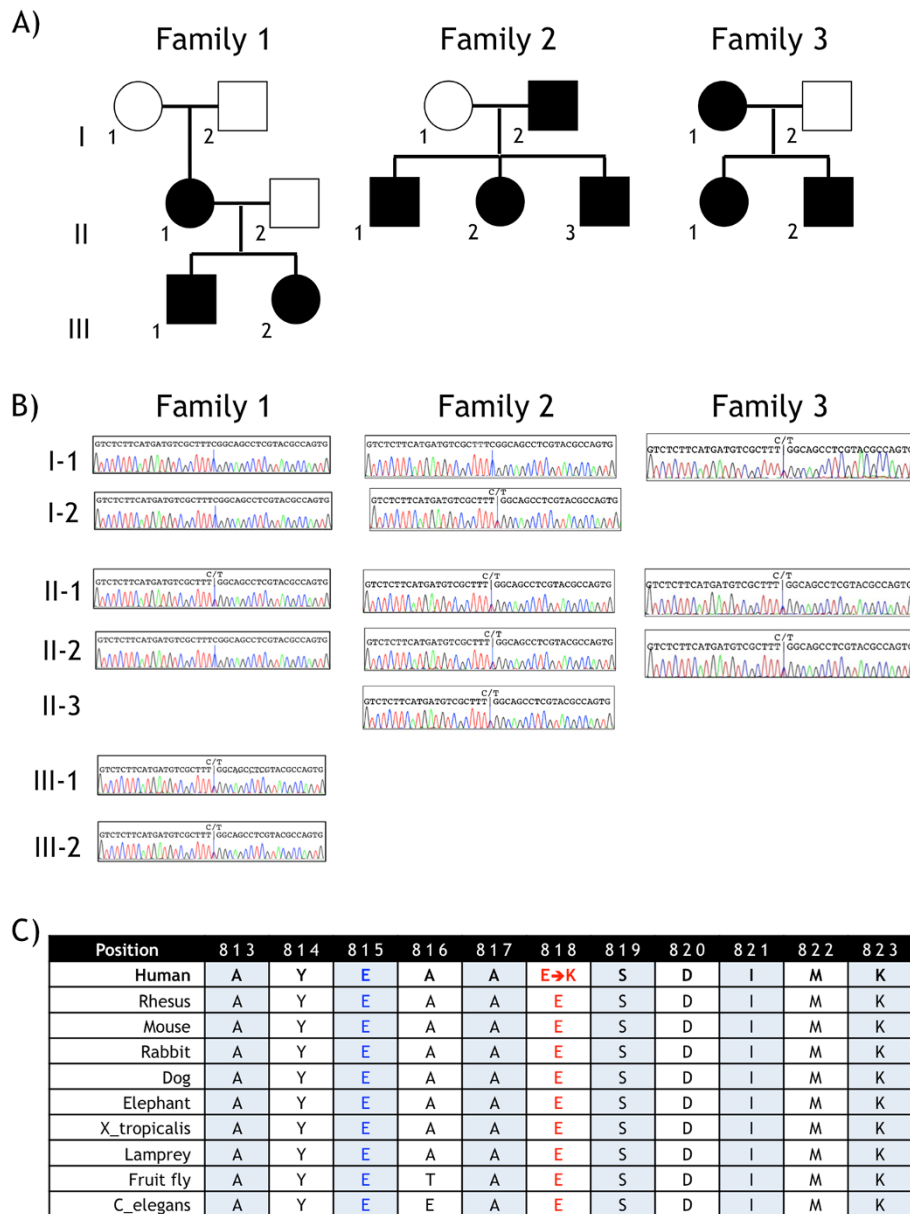 A)
Family 1 Family 2 Family 3
I 1 2 1 2 1 2
II 1 2 1 2 3 1 2
III 1 2
B)
Family 1 Family 2 Family 3
C/T
I-1 GTCTCTTCATGATGTCGCTTTCGGCAGCCTCGTACGCCAGTG GTCTCTTCATGATGTCGCTTTCGGCAGCCTCGTACGCCAGTG GTCTCTTCATGATGTCGCTTT GGCAGCCTCGTACGCCAGTG
C/T
I-2 GTCTCTTCATGATGTCGCTTTCGGCAGCCTCGTACGCCAGTG GTCTCTTCATGATGTCGCTTT GGCAGCCTCGTACGCCAGTG
C/T C/T C/T
II-1 GTCTCTTCATGATGTCGCTTT GGCAGCCTCGTACGCCAGTG GTCTCTTCATGATGTCGCTTT GGCAGCCTCGTACGCCAGTG GTCTCTTCATGATGTCGCTTT GGCAGCCTCGTACGCCAGTG
C/T C/T
II-2 GTCTCTTCATGATGTCGCTTTCGGCAGCCTCGTACGCCAGTG GTCTCTTCATGATGTCGCTTT GGCAGCCTCGTACGCCAGTG GTCTCTTCATGATGTCGCTTT GGCAGCCTCGTACGCCAGTG
C/T
II-3 GTCTCTTCATGATGTCGCTTT GGCAGCCTCGTACGCCAGTG
C/T
III-1 GTCTCTTCATGATGTCGCTTT GGCAGCCTCGTACGCCAGTG
C/T
III-2 GTCTCTTCATGATGTCGCTTT GGCAGCCTCGTACGCCAGTG
C)
Position 813 814 815 816 817 818 819 820 821 822 823
Human A Y E A A E➔K S D I M K
Rhesus A Y E A A E S D I M K
Mouse A Y E A A E S D I M K
Rabbit A Y E A A E S D I M K
Dog A Y E A A E S D I M K
Elephant A Y E A A E S D I M K
X_tropicalis A Y E A A E S D I M K
Lamprey A Y E A A E S D I M K
Fruit fly A Y E T A E S D I M K
C_elegans A Y E E A E S D I M K